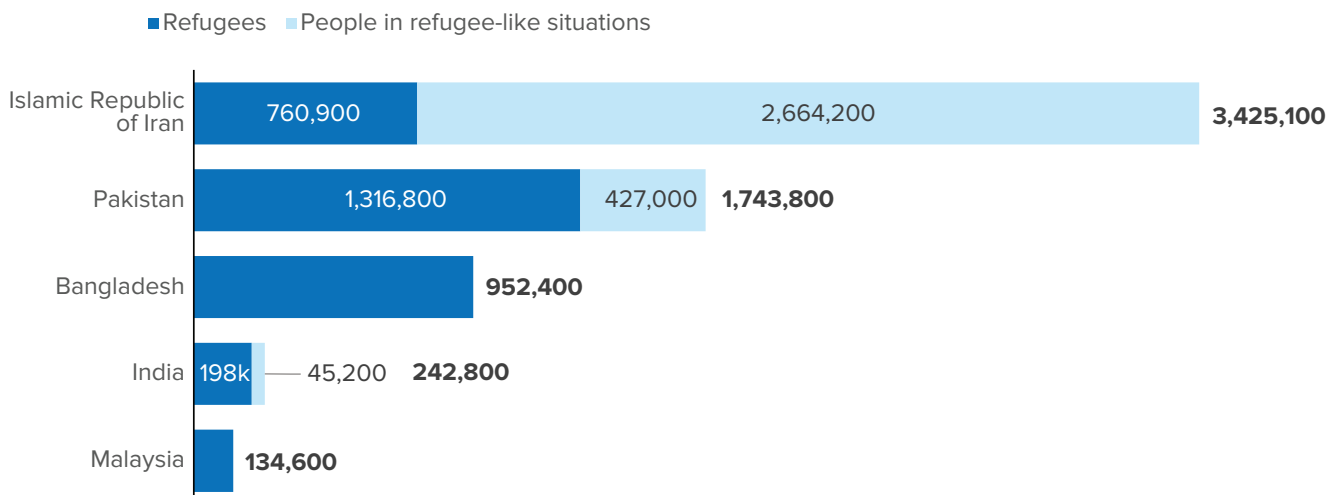 Refugees People in refugee-like situations
Islamic Republic
of Iran
760,900 2,664,200 3,425,100
Pakistan 1,316,800 427,000 1,743,800
Bangladesh 952,400
India 198k 45,200 242,800
Malaysia 134,600